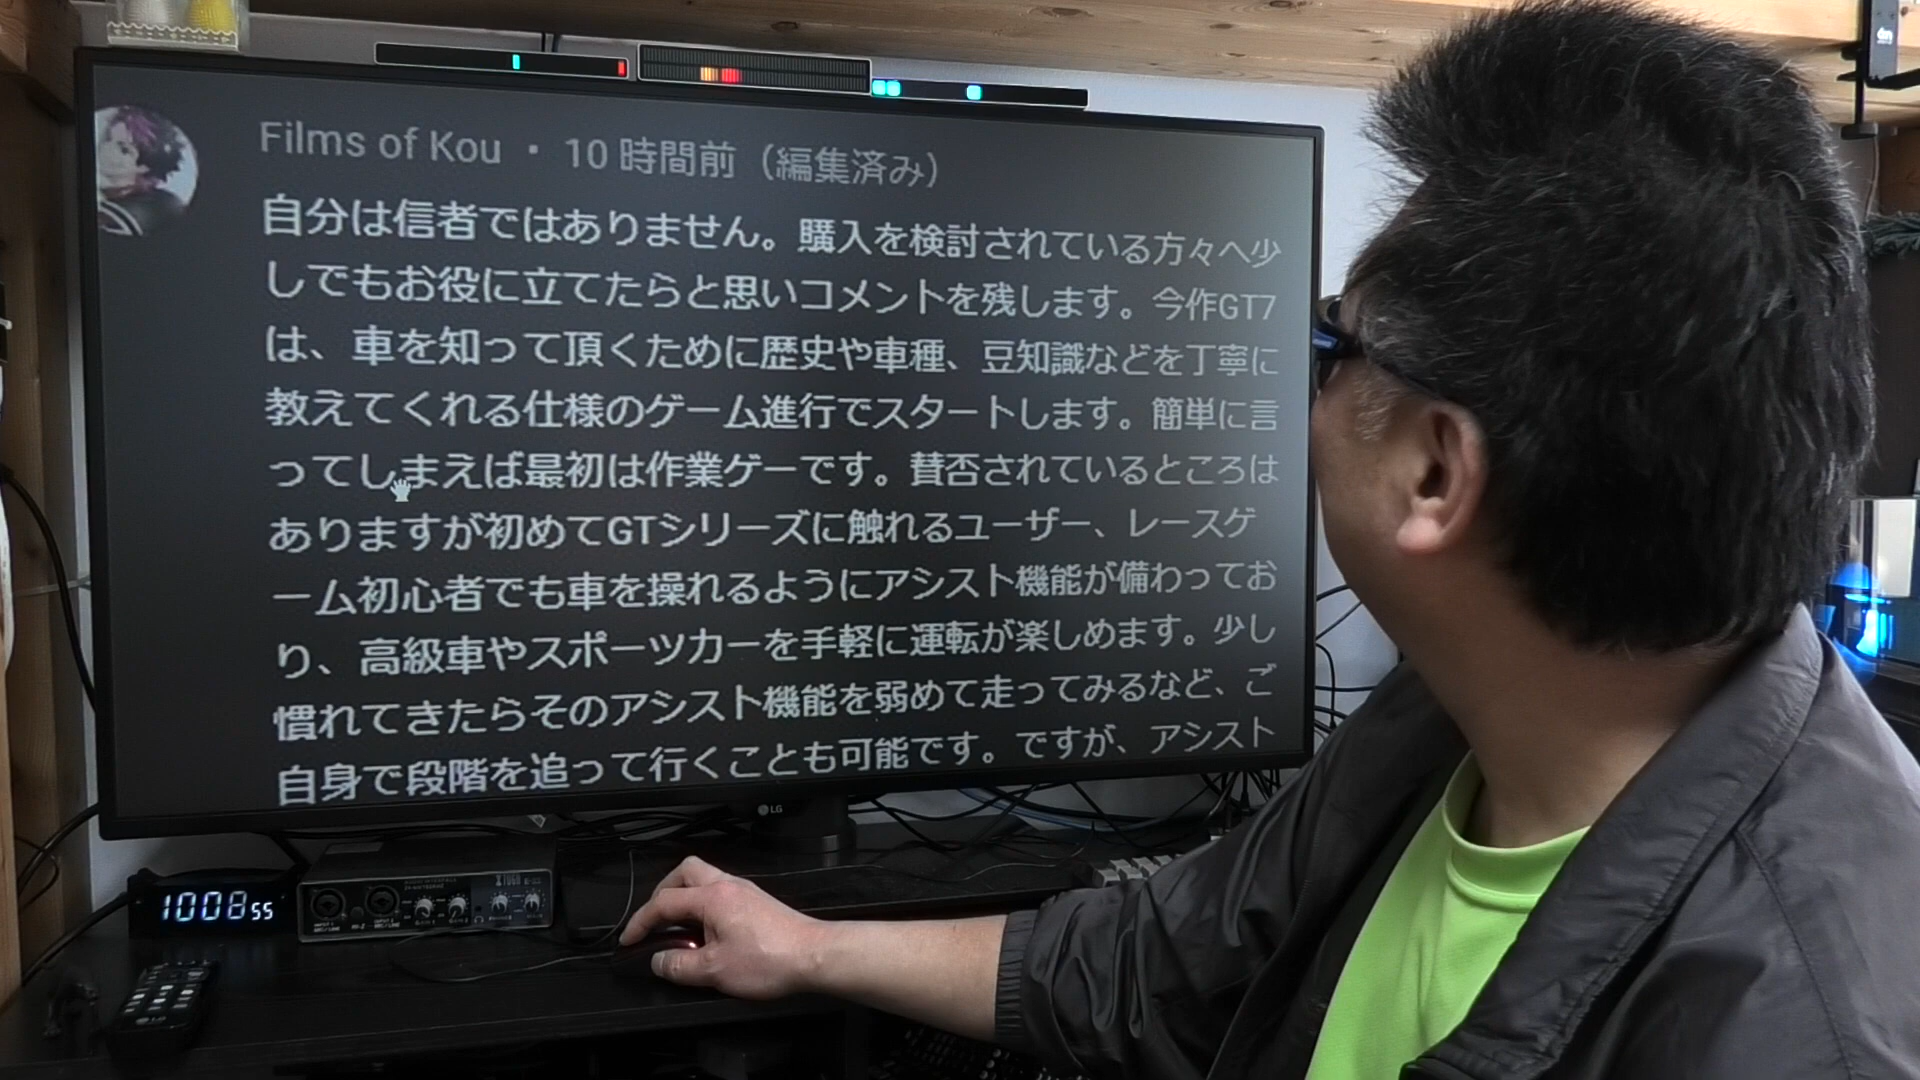 Films of Kou・10 時間前（編集済み）
自分は信者ではありません。購入を検討されている方々へ少
しでもお役に立てたらと思いコメントを残します。今作GT7
は、車を知って頂くために歴史や車種、豆知識などを丁寧に
教えてくれる仕様のゲーム進行でスタートします。簡単に言
ってしまえば最初は作業ゲーです。賛否されているところは
ありますが初めてGTシリーズに触れるユーザー、レースゲ
ーム初心者でも車を操れるようにアシスト機能が備わってお
り、高級車やスポーツカーを手軽に運転が楽しめます。少し
慣れてきたらそのアシスト機能を弱めて走ってみるなど、ご
自身で段階を追って行くことも可能です。ですが、アシスト
LG
1008 55